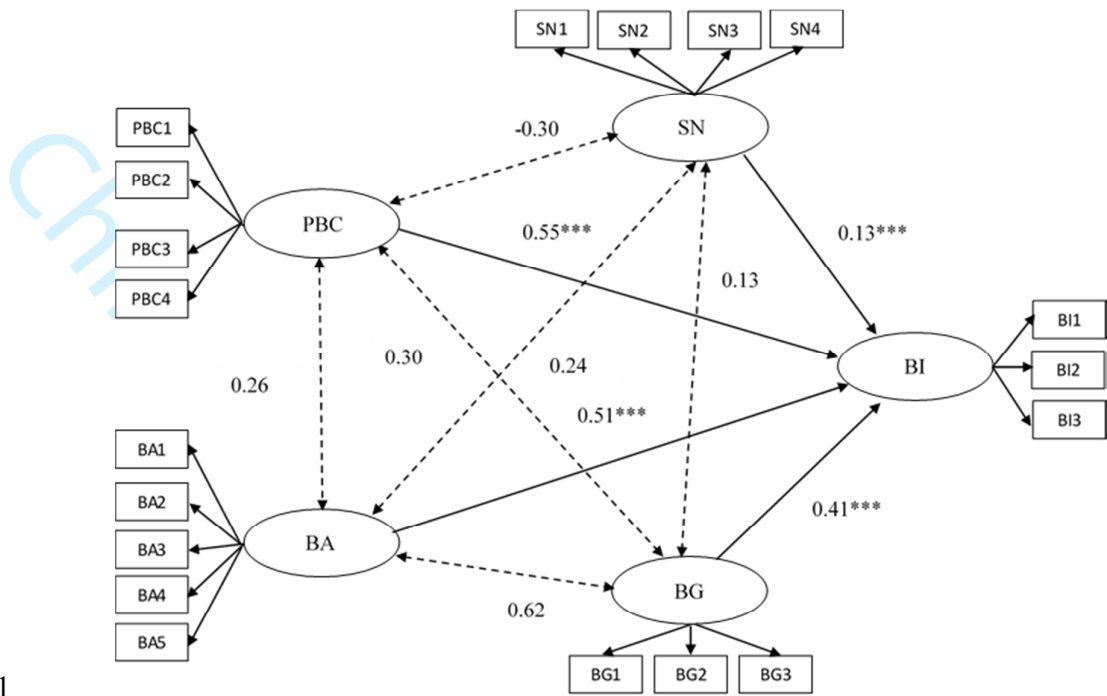 SN1
SN2
SN3
SN4
SN
PBC1
PBC2
PBC3
PBC4
PBC
-0.30
0.55***
0.13***
0.13
BI
BI1
BI2
BI3
0.26
0.30
0.24
0.51***
BA1
BA2
BA3
BA4
BA5
BA
0.41***
0.62
BG
BG1
BG2
BG3